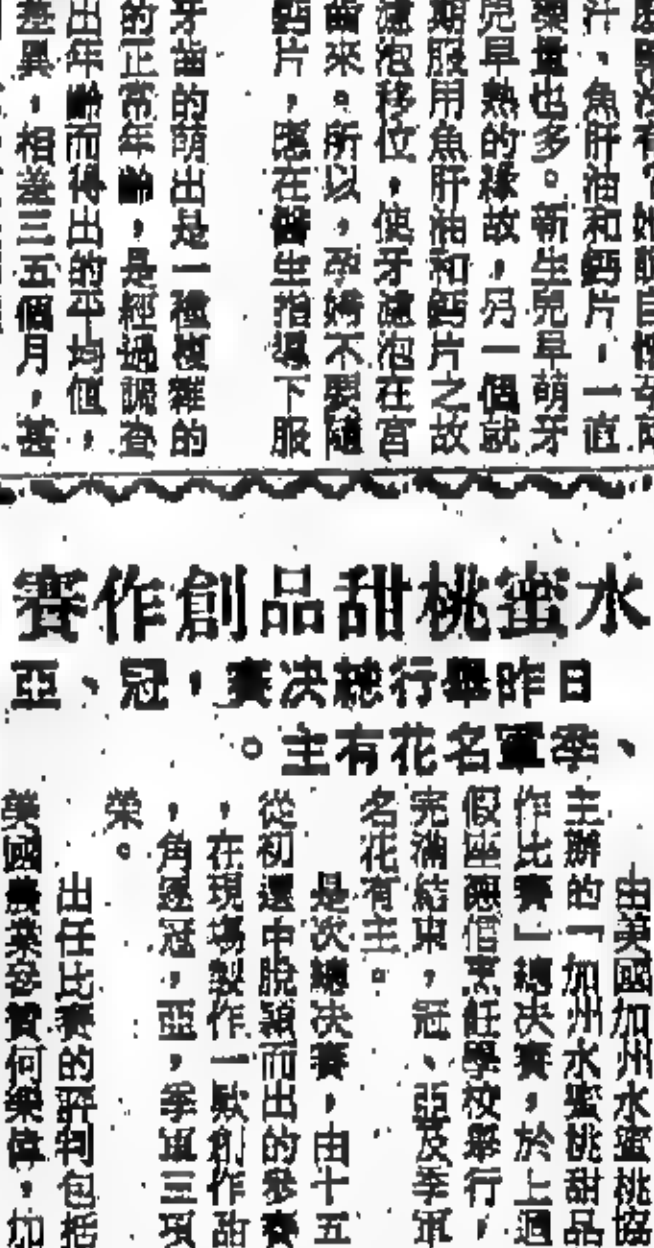 汁、魚肝油和鈣片，一直
藥量也多。新生兒早萌牙
兒早熟的緣故，另一個就
期服用魚肝油和鈣片之故
濾泡移位，使牙濾泡在宮
齒來。所以，孕婦不要隨
鈣片，應在醫生指導下服
牙齒的萌出是一種複雜的
的正常年齡，是經過調查
出年齡而得出的平均值，
差異，相差三五個月，甚
水蜜桃甜品創作賽
日昨舉行總決賽，冠、亞
、季軍名花有主。
由美國加州水蜜桃協
主辦的「加州水蜜桃甜品
作比賽」總決賽，於上週
假座德信烹飪學校舉行，
完滿結束，冠、亞及季軍
名花有主。
是次總決賽，由十五
從初選中脫穎而出的參賽
，在現場製作一款創作甜
，角逐冠，亞，季軍三項
榮。
出任比賽的評判包括
美國農業參贊何樂偉，加